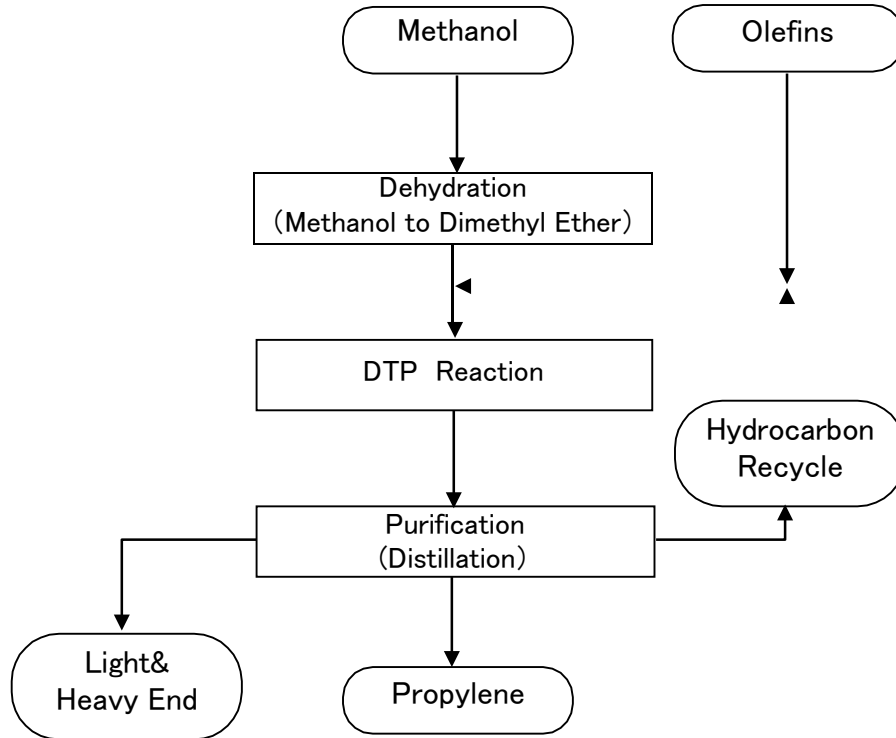 Methanol
Olefins
Dehydration
(Methanol to Dimethyl Ether)
DTP Reaction
Hydrocarbon
Recycle
Purification
(Distillation)
Light&
Heavy End
Propylene